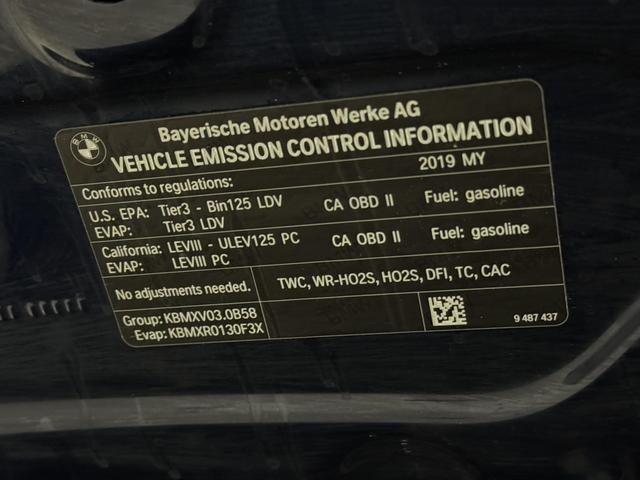 BMW
Bayerische Motoren Werke AG
VEHICLE EMISSION CONTROL INFORMATION
Conforms to regulations:
2019 MY
U.S. EPA: Tier3 - Bin125 LDV CA OBD II Fuel: gasoline
EVAP: Tier3 LDV
California: LEVIII - ULEV125 PC CA OBD II Fuel: gasoline
EVAP: LEVIII PC
No adjustments needed.
TWC, WR-HO2S, HO2S, DFI, TC, CAC
Group: KBMXV03.0B58
Evap: KBMXR0130F3X
9 487 437